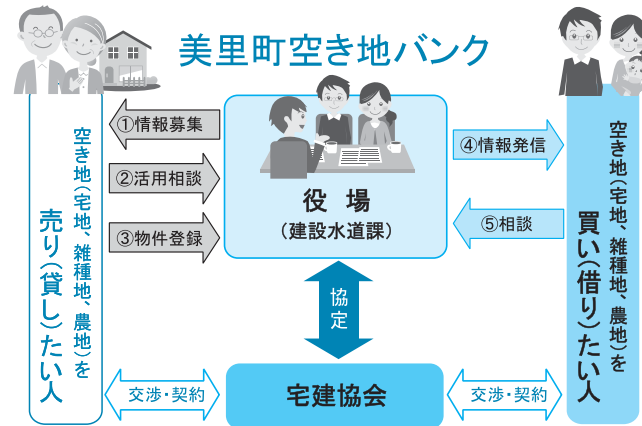 美里町空き地バンク
空き地(宅地、雑種地、農地)を
売り(貸し)たい人
①情報募集
②活用相談
③物件登録
役場
(建設水道課)
④情報発信
⑤相談
空き地(宅地、雑種地、農地)を
買い(借り)たい人
協定
交渉・契約
宅建協会
交渉・契約